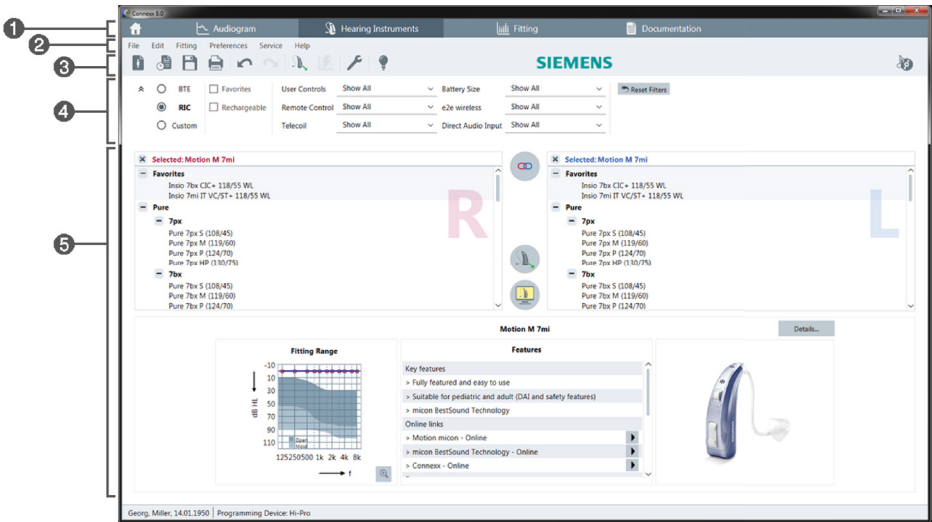 Connexx 8.0
1
Audiogram
Hearing Instruments
Fitting
Documentation
2
File Edit Fitting Preferences Service Help
3
SIEMENS
4
BTE Favorites User Controls Show All Battery Size Show All Reset Filters
RIC Rechargeable Remote Control Show All e2e wireless Show All
Custom Telecoil Show All Direct Audio Input Show All
5
Selected: Motion M 7mi
Favorites
Insio 7bx CIC+ 118/55 WL
Insio 7mi IT VC/ST+ 118/55 WL
Pure
7px
Pure 7px S (108/45)
Pure 7px M (119/60)
Pure 7px P (124/70)
Pure 7px HP (130/75)
7bx
Pure 7bx S (108/45)
Pure 7bx M (119/60)
Pure 7bx P (124/70)
R
Selected: Motion M 7mi
Favorites
Insio 7bx CIC+ 118/55 WL
Insio 7mi IT VC/ST+ 118/55 WL
Pure
7px
Pure 7px S (108/45)
Pure 7px M (119/60)
Pure 7px P (124/70)
Pure 7px HP (130/75)
7bx
Pure 7bx S (108/45)
Pure 7bx M (119/60)
Pure 7bx P (124/70)
L
Motion M 7mi
Details...
Fitting Range
-10
10
30
50
70
90
110
dB HL
Open
125250500 1k 2k 4k 8k
f
Features
Key features
> Fully featured and easy to use
> Suitable for pediatric and adult (DAI and safety features)
> micon BestSound Technology
Online links
> Motion micon - Online
> micon BestSound Technology - Online
> Connexx - Online
Georg, Miller, 14.01.1950 Programming Device: Hi-Pro